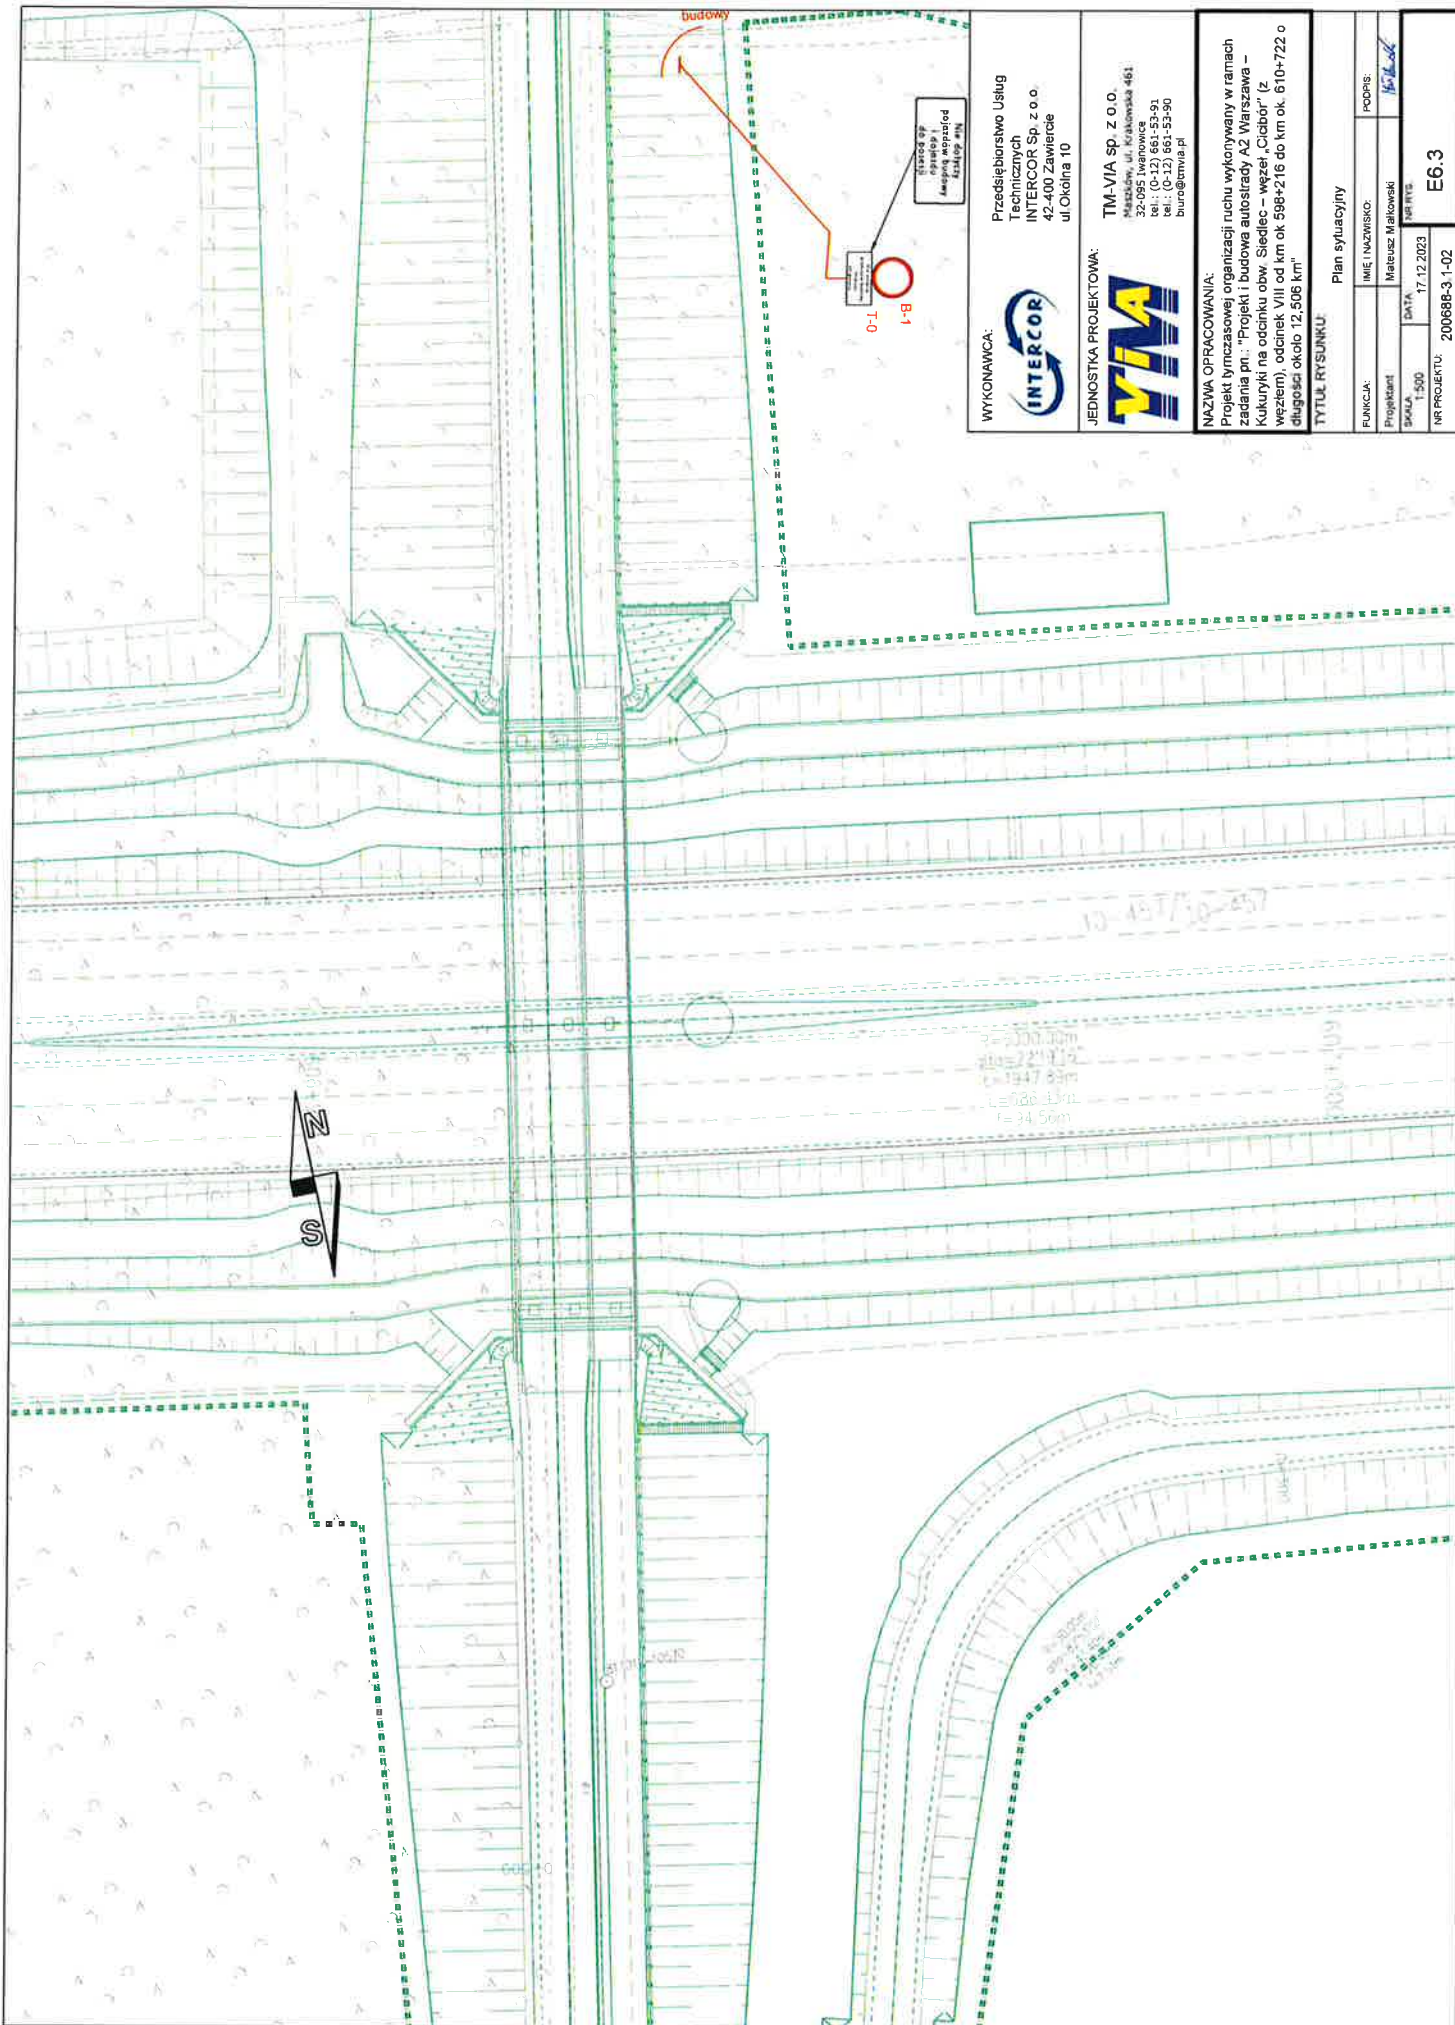 budowy
Nie dotyczy
pojazdów budowy
i dojazdu
do posesji
B-1
T-0
WYKONAWCA:
INTERCOR
Przedsiębiorstwo Usług
Technicznych
INTERCOR Sp. z o.o.
42-400 Zawiercie
ul.Okólna 10
JEDNOSTKA PROJEKTOWA:
VIA
TM-VIA sp. z o.o.
Maszków, ul. Krakowska 461
32-095 Iwanowice
tel.: (0-12) 661-53-91
tel.: (0-12) 661-53-90
biuro@tmvia.pl
NAZWA OPRACOWANIA:
Projekt tymczasowej organizacji ruchu wykonywany w ramach
zadania pn.: "Projekt i budowa autostrady A2 Warszawa –
Kukuryki na odcinku obw. Siedlec – węzeł „Cicibór" (z
węzłem), odcinek VIII od km ok 598+216 do km ok. 610+722 o
długości około 12,506 km"
TYTUŁ RYSUNKU:
Plan sytuacyjny
FUNKCJA:
IMIĘ I NAZWISKO:
PODPIS:
Projektant
Mateusz Małkowski
SKALA
1:500
DATA
17.12.2023
NR RYS.
E6.3
NR PROJEKTU:
200688-3.1-02
N
S